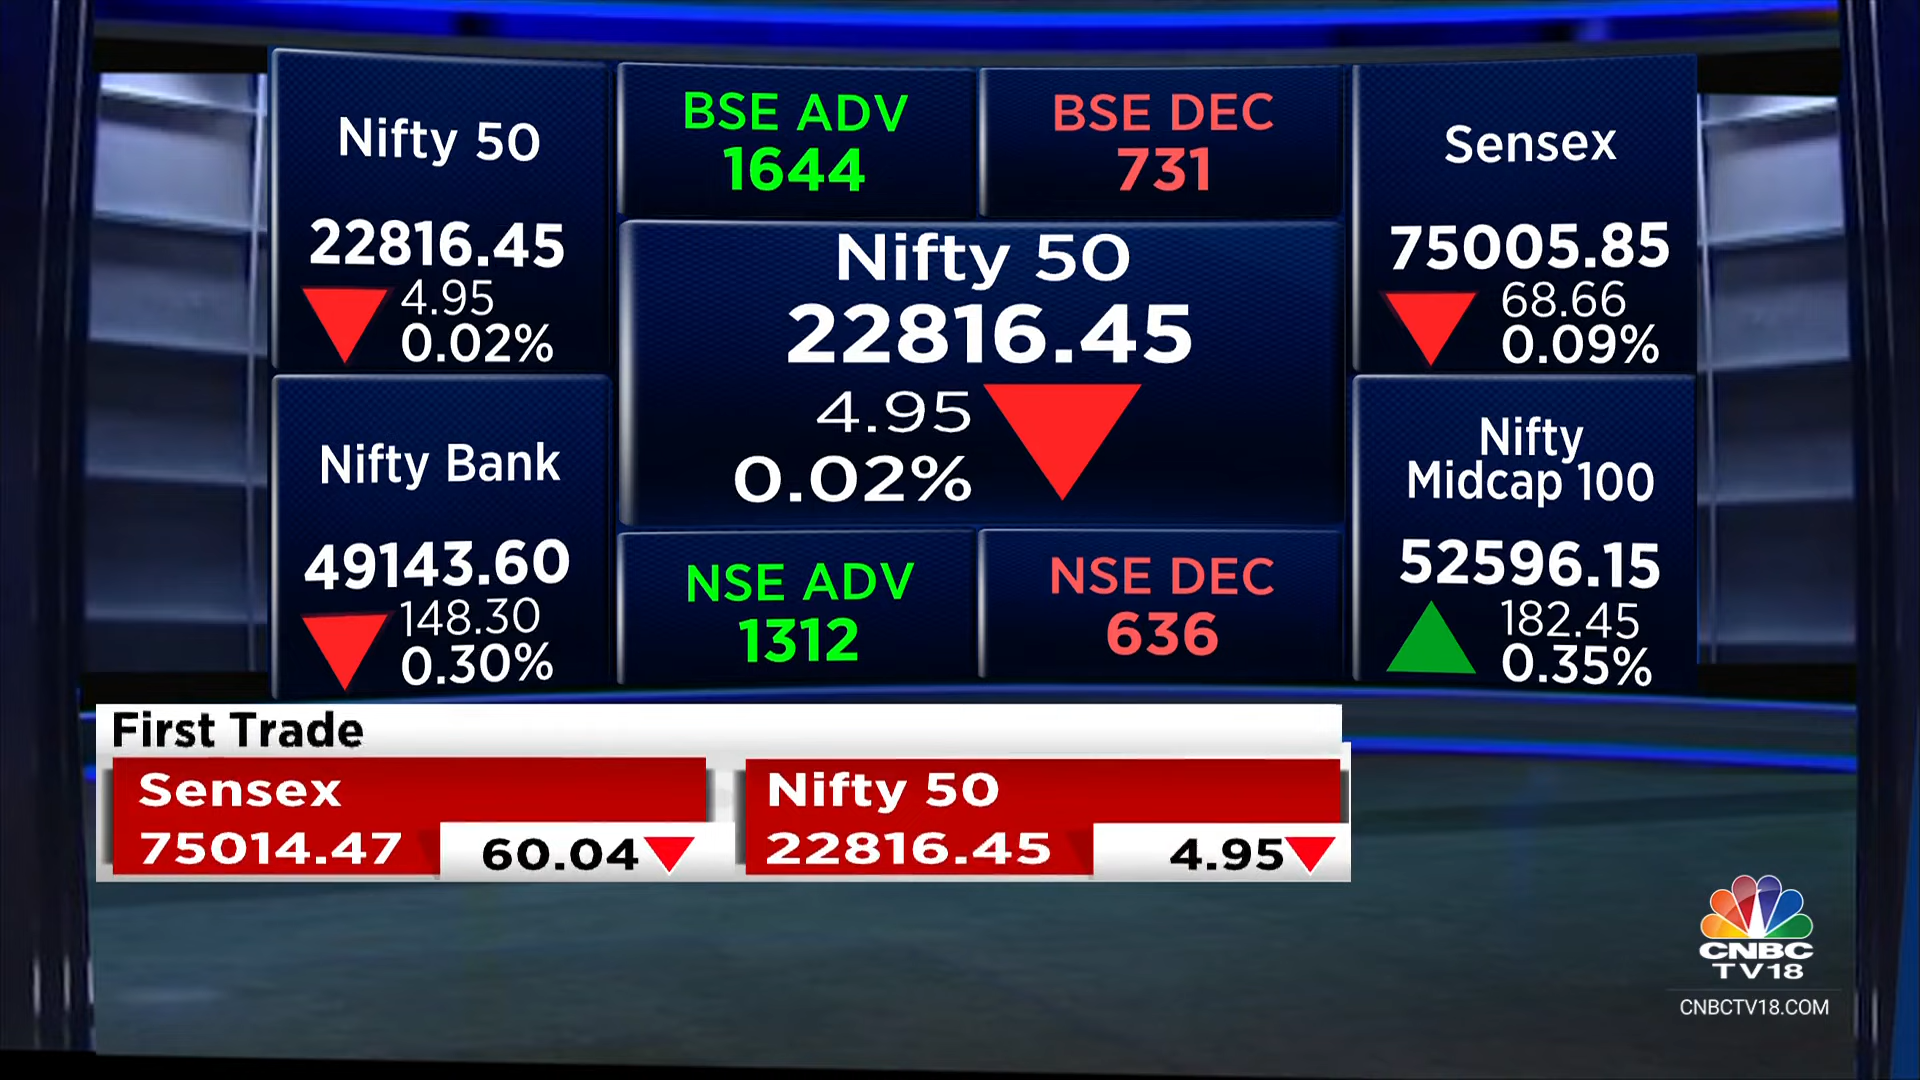 Nifty 50
22816.45
4.95
0.02%
BSE ADV
1644
BSE DEC
731
Sensex
75005.85
68.66
0.09%
Nifty 50
22816.45
4.95
0.02%
Nifty Bank
49143.60
148.30
0.30%
NSE ADV
1312
NSE DEC
636
Nifty
Midcap 100
52596.15
182.45
0.35%
First Trade
Sensex
75014.47
60.04
Nifty 50
22816.45
4.95
CNBC
TV18
CNBCTV18.COM